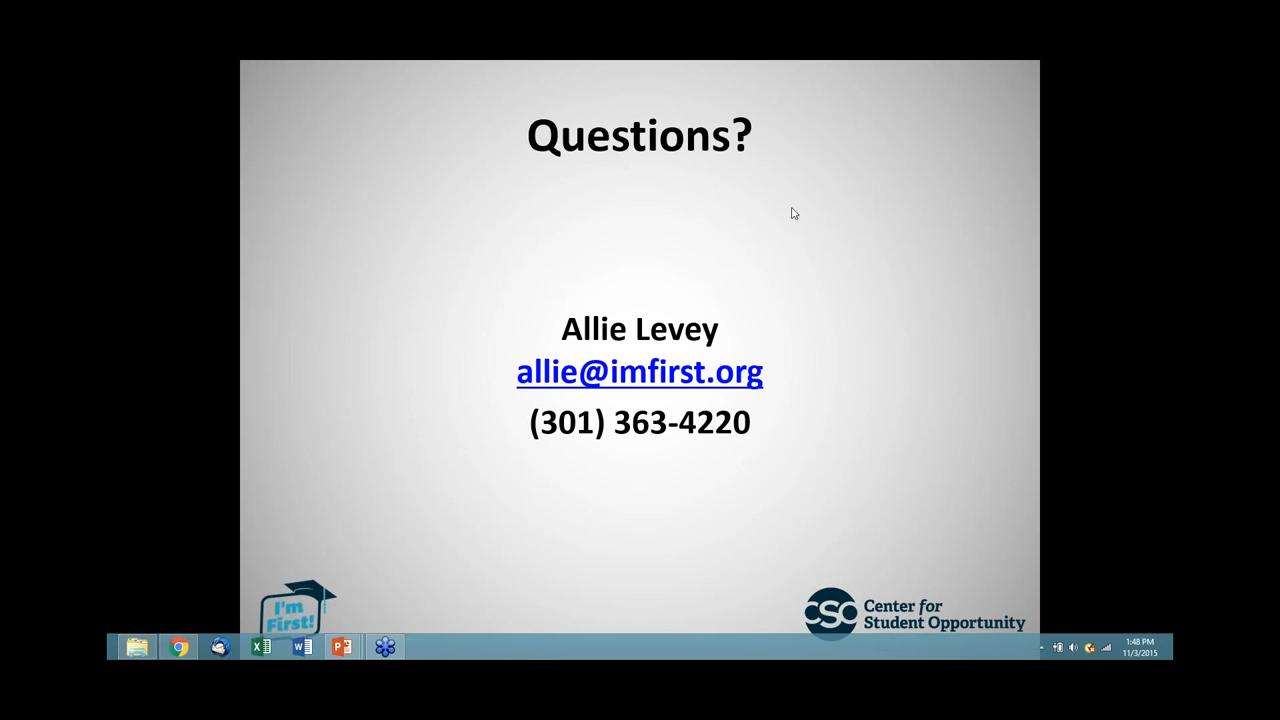 Questions?
Allie Levey
allie@imfirst.org
(301) 363-4220
I'm
First!
CSO
Center for
Student Opportunity
1:48 PM
11/3/2015